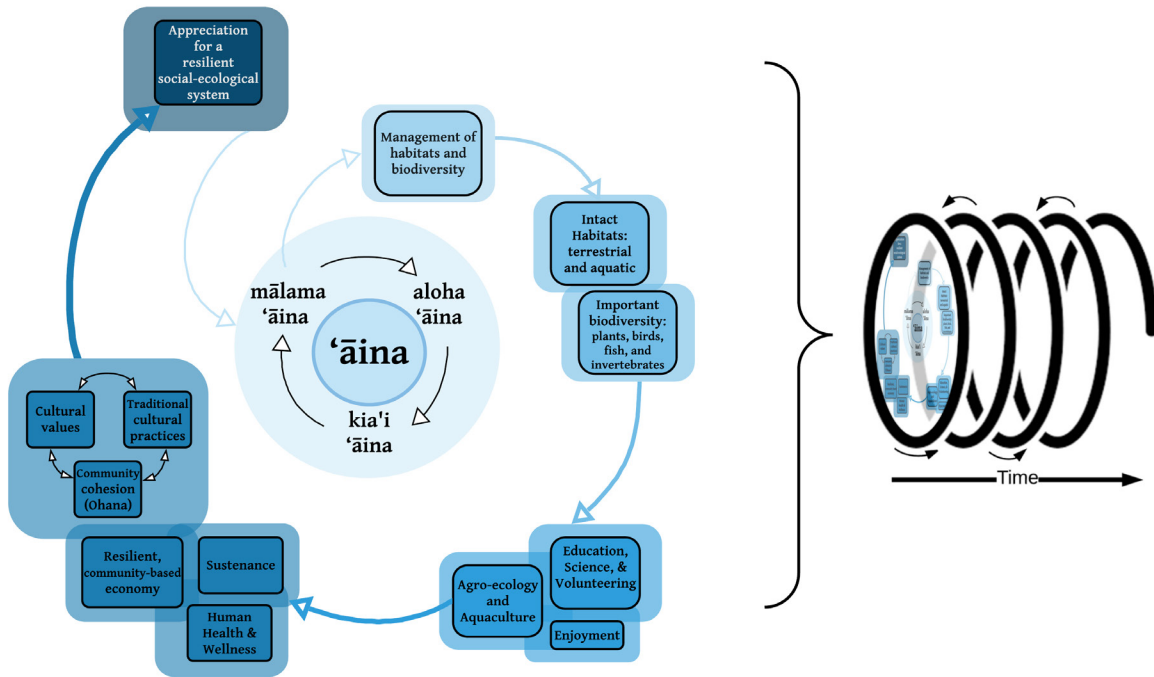 Appreciation
for a
resilient
social-ecological
system
Management of
habitats and
biodiversity
Intact
Habitats:
terrestrial
and aquatic
Important
biodiversity:
plants, birds,
fish, and
invertebrates
mālama
‘āina
aloha
‘āina
‘āina
kia'i
‘āina
Cultural
values
Traditional
cultural
practices
Community
cohesion
(Ohana)
Resilient,
community-based
economy
Sustenance
Human
Health &
Wellness
Agro-ecology
and
Aquaculture
Education,
Science, &
Volunteering
Enjoyment
‘āina
Time